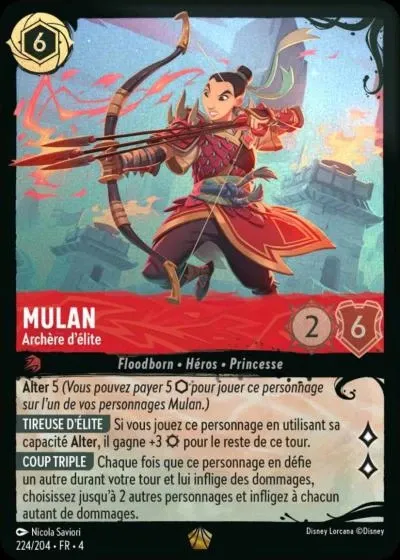 6
MULAN
Archère d'élite
2
6
Floodborn • Héros • Princesse
Alter 5 (Vous pouvez payer 5 pour jouer ce personnage
sur l'un de vos personnages Mulan.)
TIREUSE D'ÉLITE Si vous jouez ce personnage en utilisant sa
capacité Alter, il gagne +3 pour le reste de ce tour.
COUP TRIPLE Chaque fois que ce personnage en défie
un autre durant votre tour et lui inflige des dommages,
choisissez jusqu'à 2 autres personnages et infligez à chacun
autant de dommages.
Nicola Saviori
Disney Lorcana ©Disney
224/204 • FR • 4